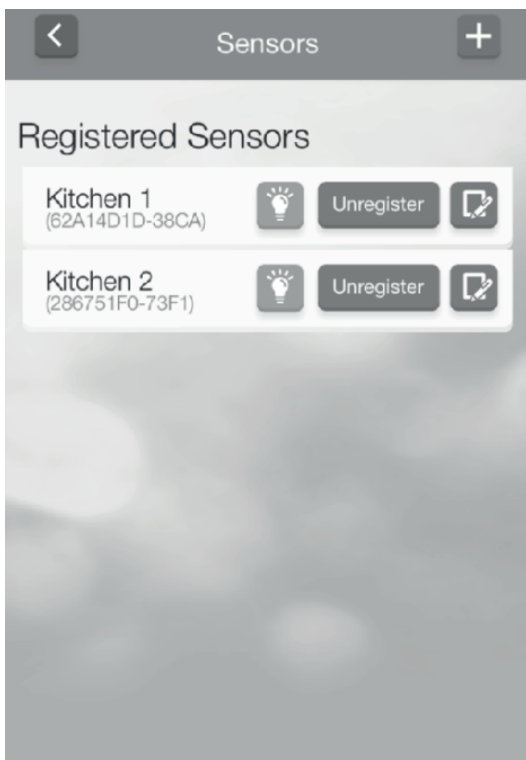 Sensors
Registered Sensors
Kitchen 1
(62A14D1D-38CA)
Unregister
Kitchen 2
(286751F0-73F1)
Unregister